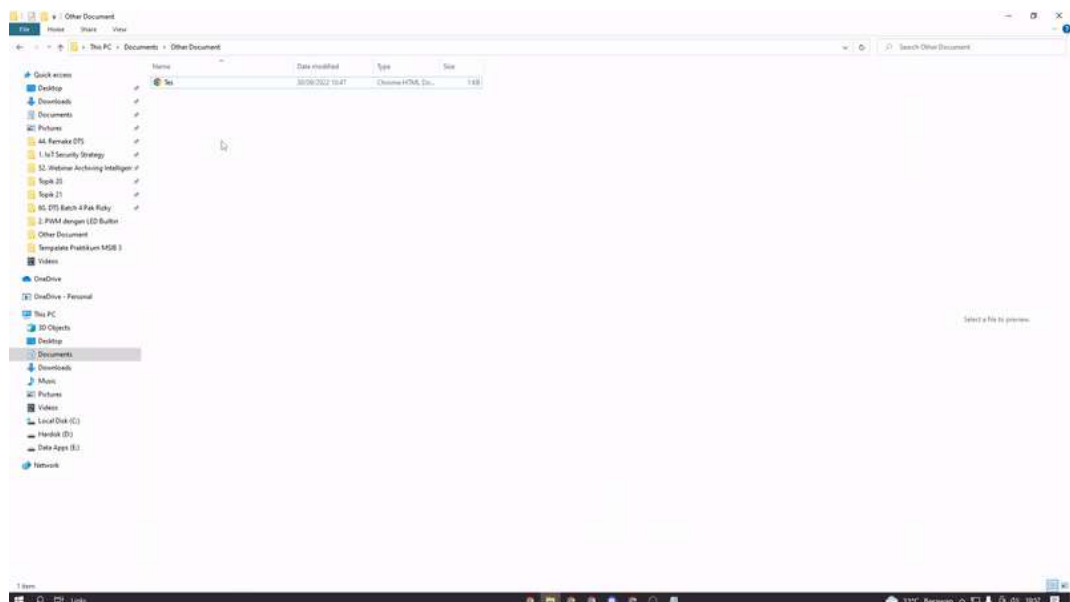 Other Document
File Home Share View
This PC › Documents › Other Document
Search Other Document
Name Date modified Type Size
Tes 30/09/2022 10:47 Chrome HTML Do... 1 KB
Quick access
Desktop
Downloads
Documents
Pictures
44. Remake DTS
1. IoT Security Strategy
52. Webinar Archiving Intelligen
Topik 20
Topik 21
60. DTS Batch 4 Pak Rizky
2. PWM dengan LED Builtin
Other Document
Tempalate Praktikum MSIB 3
Videos
OneDrive
OneDrive - Personal
This PC
3D Objects
Desktop
Documents
Downloads
Music
Pictures
Videos
Local Disk (C:)
Hardisk (D:)
Data Apps (E:)
Network
Select a file to preview.
1 item
Links
33°C Berawan